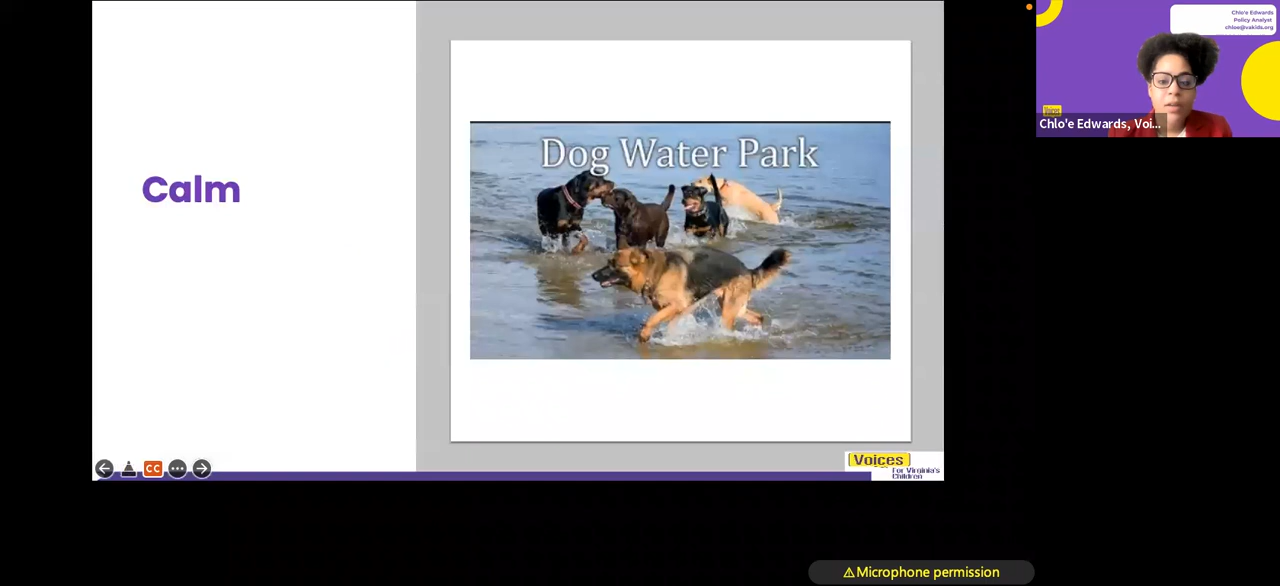 Calm
Dog Water Park
CC
Voices
For Virginia's
Children
Chlo'e Edwards
Policy Analyst
chloe@vakids.org
Voices
Chlo'e Edwards, Voi...
⚠Microphone permission